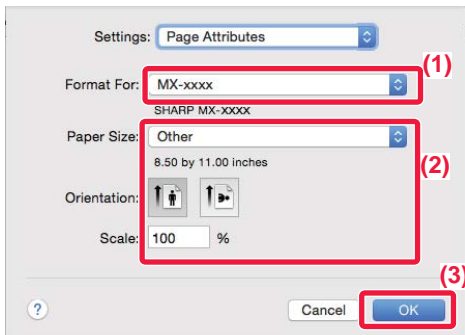 Settings: Page Attributes
(1)
Format For: MX-xxxx
SHARP MX-xxxx
Paper Size: Other
8.50 by 11.00 inches
(2)
Orientation:
Scale: 100 %
(3)
? Cancel OK